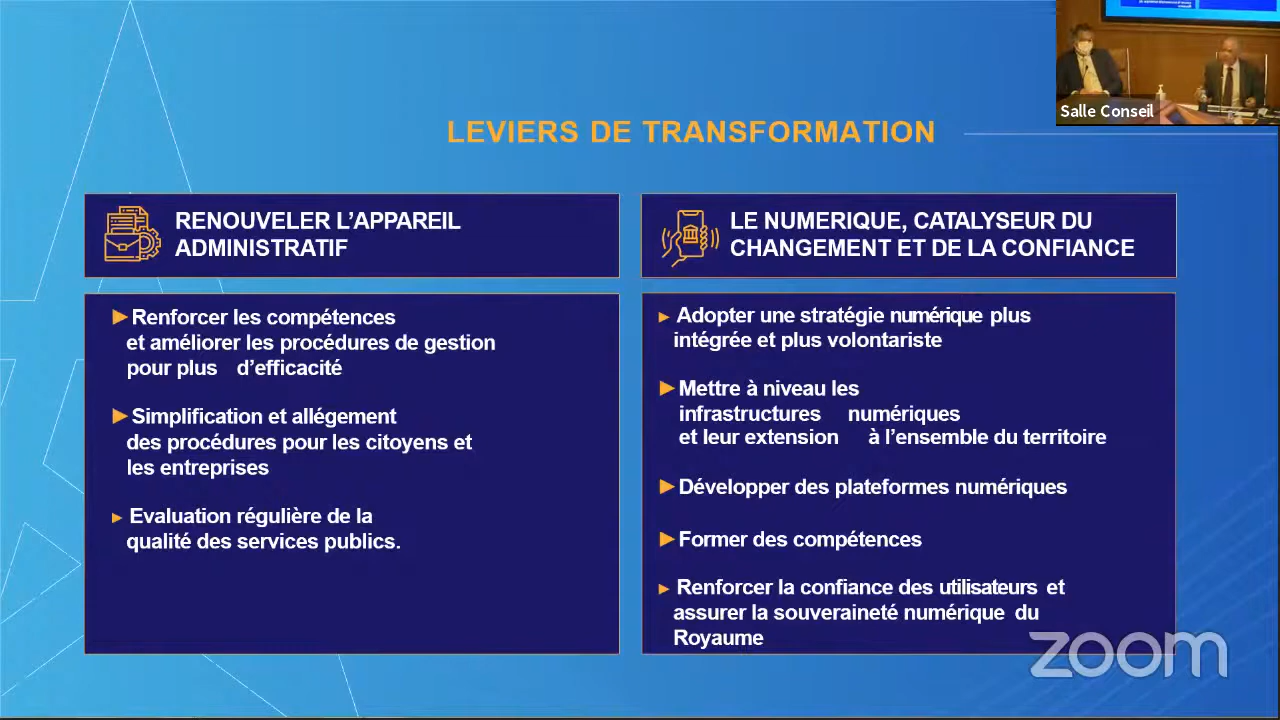 Salle Conseil
LEVIERS DE TRANSFORMATION
RENOUVELER L’APPAREIL
ADMINISTRATIF
►Renforcer les compétences
et améliorer les procédures de gestion
pour plus d’efficacité
►Simplification et allégement
des procédures pour les citoyens et
les entreprises
► Evaluation régulière de la
qualité des services publics.
LE NUMERIQUE, CATALYSEUR DU
CHANGEMENT ET DE LA CONFIANCE
► Adopter une stratégie numérique plus
intégrée et plus volontariste
►Mettre à niveau les
infrastructures numériques
et leur extension à l’ensemble du territoire
►Développer des plateformes numériques
►Former des compétences
► Renforcer la confiance des utilisateurs et
assurer la souveraineté numérique du
Royaume
zoom